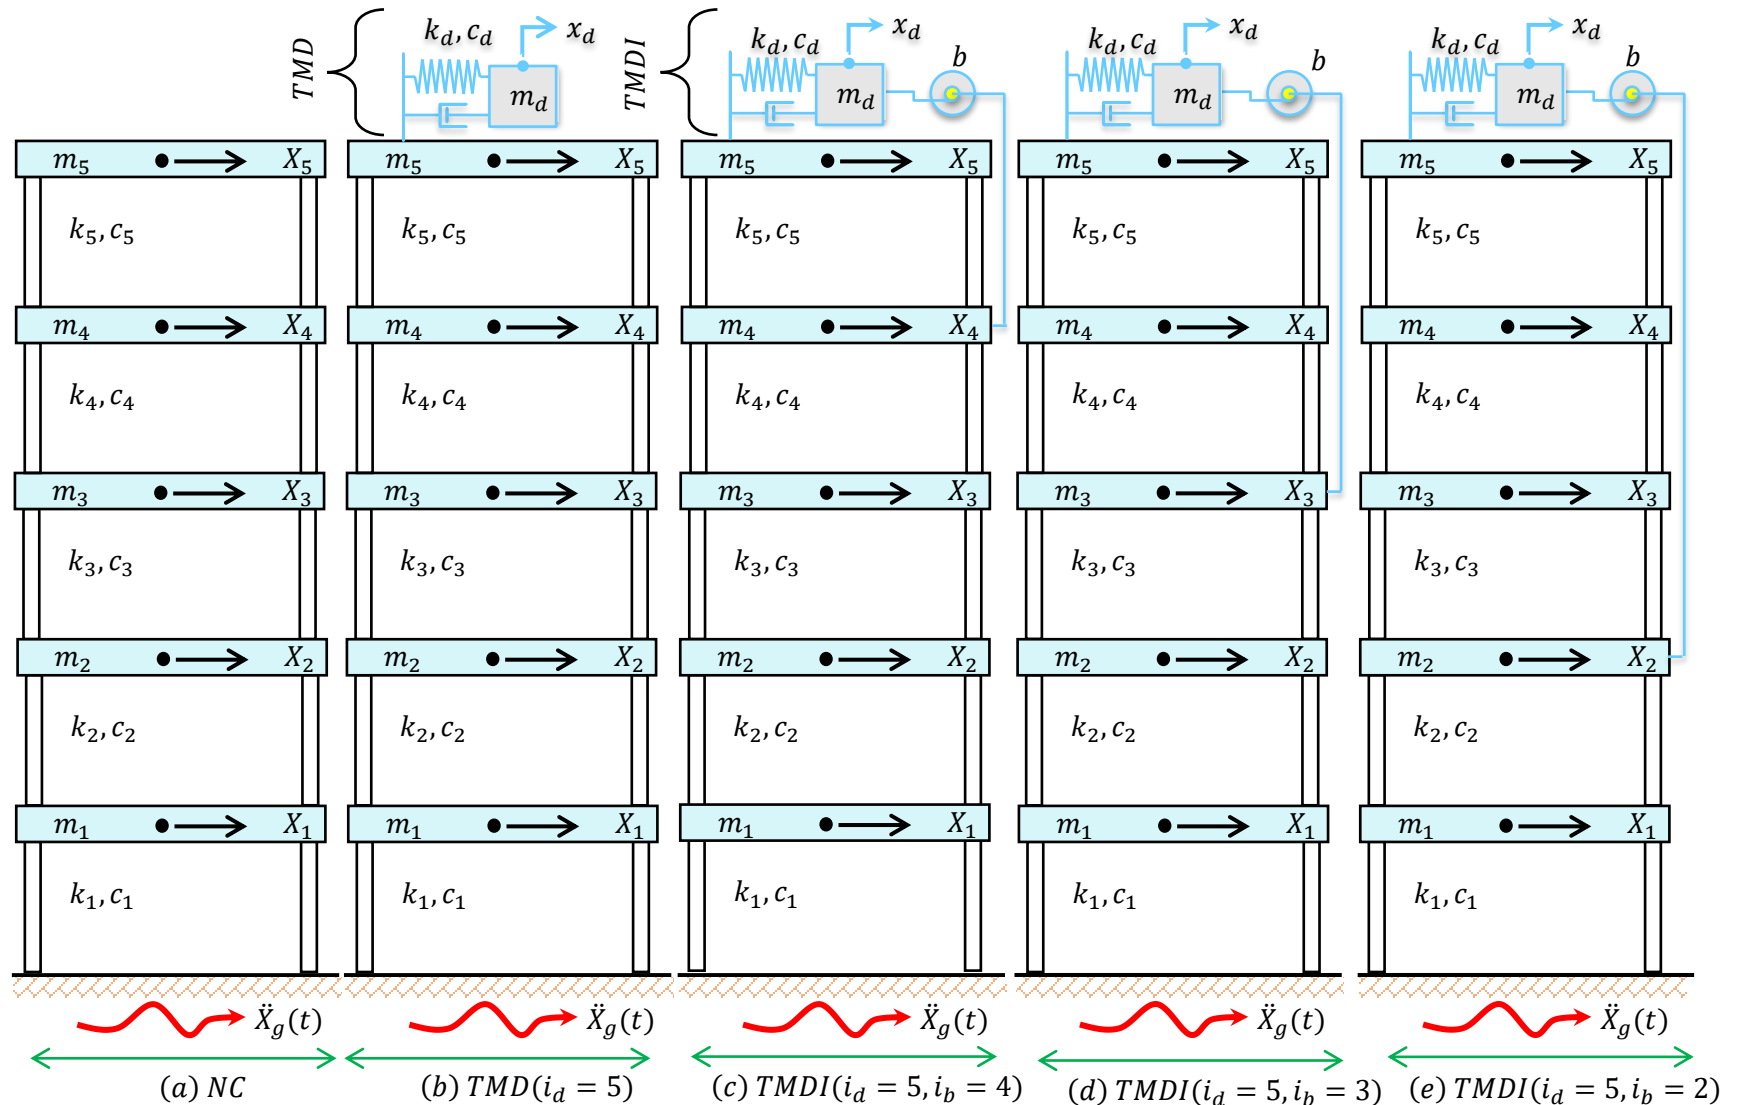 TMD
k_d, c_d
x_d
m_d
TMDI
k_d, c_d
x_d
b
m_d
k_d, c_d
x_d
b
m_d
k_d, c_d
x_d
b
m_d
m_5 X_5 m_5 X_5 m_5 X_5 m_5 X_5 m_5 X_5
k_5, c_5 k_5, c_5 k_5, c_5 k_5, c_5 k_5, c_5
m_4 X_4 m_4 X_4 m_4 X_4 m_4 X_4 m_4 X_4
k_4, c_4 k_4, c_4 k_4, c_4 k_4, c_4 k_4, c_4
m_3 X_3 m_3 X_3 m_3 X_3 m_3 X_3 m_3 X_3
k_3, c_3 k_3, c_3 k_3, c_3 k_3, c_3 k_3, c_3
m_2 X_2 m_2 X_2 m_2 X_2 m_2 X_2 m_2 X_2
k_2, c_2 k_2, c_2 k_2, c_2 k_2, c_2 k_2, c_2
m_1 X_1 m_1 X_1 m_1 X_1 m_1 X_1 m_1 X_1
k_1, c_1 k_1, c_1 k_1, c_1 k_1, c_1 k_1, c_1
Ẍ_g(t) Ẍ_g(t) Ẍ_g(t) Ẍ_g(t) Ẍ_g(t)
(a) NC
(b) TMD(i_d = 5)
(c) TMDI(i_d = 5, i_b = 4)
(d) TMDI(i_d = 5, i_b = 3)
(e) TMDI(i_d = 5, i_b = 2)